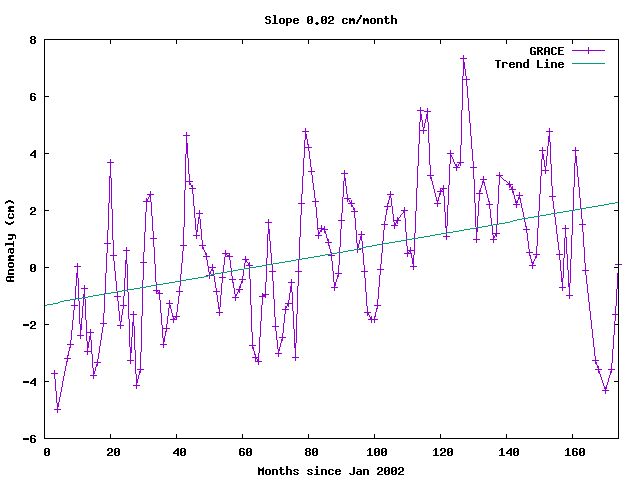 Slope 0.02 cm/month
GRACE
Trend Line
8
6
4
2
0
-2
-4
-6
Anomaly (cm)
0 20 40 60 80 100 120 140 160
Months since Jan 2002